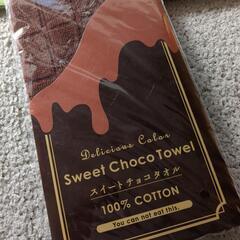 Delicious Color
Sweet Choco Towel
スイートチョコタオル
100% COTTON
You can not eat this.